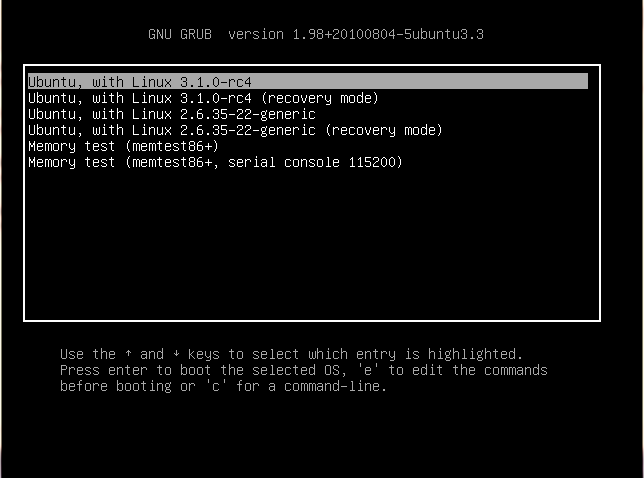 GNU GRUB  version 1.98+20100804-5ubuntu3.3
Ubuntu, with Linux 3.1.0-rc4
Ubuntu, with Linux 3.1.0-rc4 (recovery mode)
Ubuntu, with Linux 2.6.35-22-generic
Ubuntu, with Linux 2.6.35-22-generic (recovery mode)
Memory test (memtest86+)
Memory test (memtest86+, serial console 115200)
Use the ↑ and ↓ keys to select which entry is highlighted.
Press enter to boot the selected OS, 'e' to edit the commands
before booting or 'c' for a command-line.